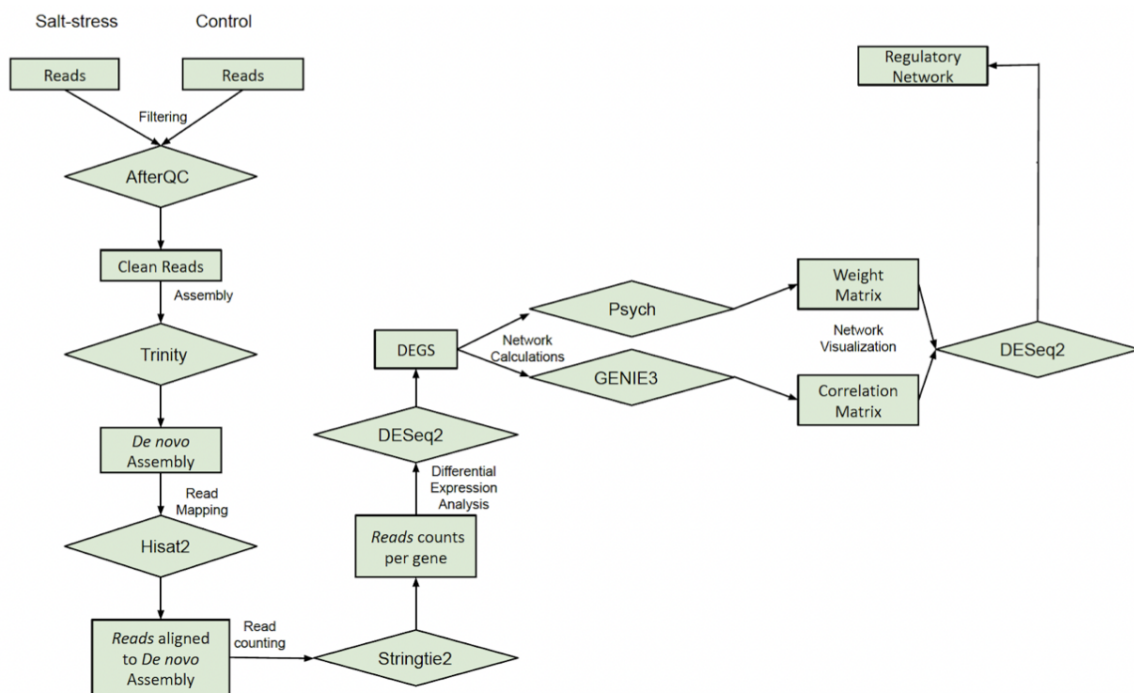 Salt-stress
Control
Reads
Reads
Filtering
AfterQC
Clean Reads
Assembly
Trinity
De novo
Assembly
Read
Mapping
Hisat2
Reads aligned
to De novo
Assembly
Read
counting
Stringtie2
Reads counts
per gene
Differential
Expression
Analysis
DESeq2
DEGS
Network
Calculations
Psych
GENIE3
Weight
Matrix
Correlation
Matrix
Network
Visualization
DESeq2
Regulatory
Network